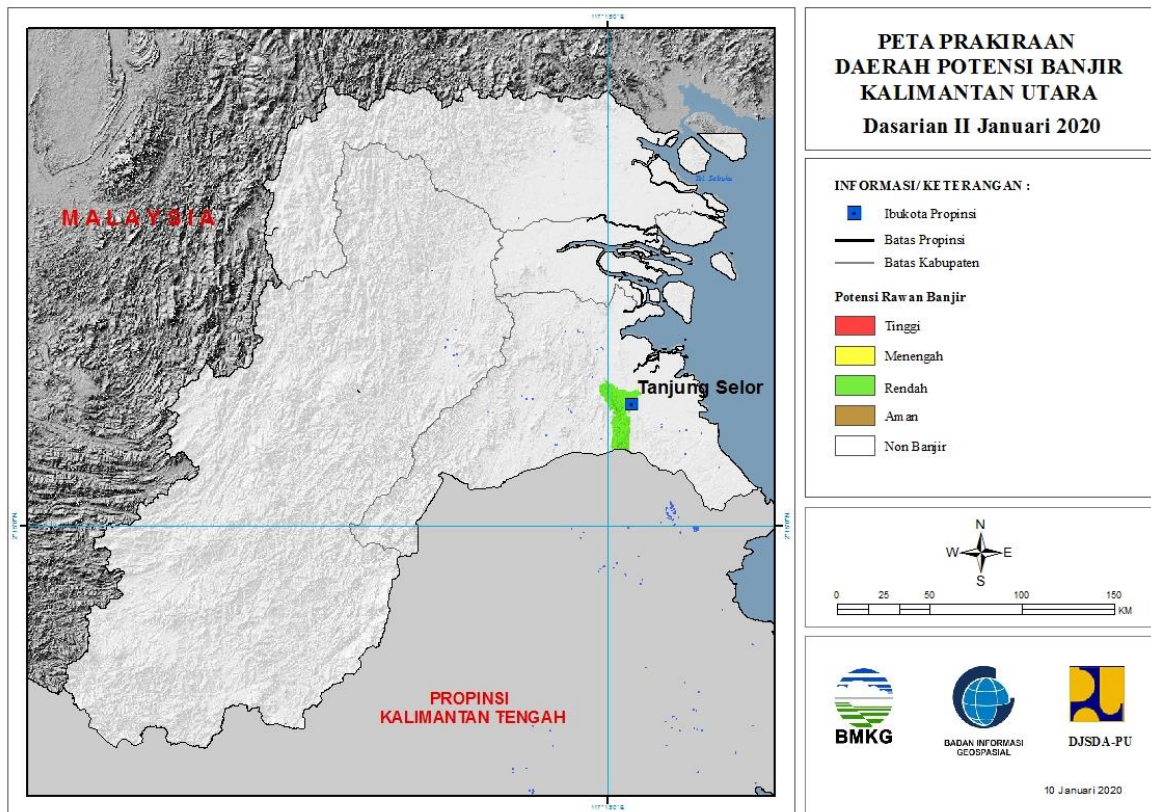 PETA PRAKIRAAN
DAERAH POTENSI BANJIR
KALIMANTAN UTARA
Dasarian II Januari 2020
INFORMASI/ KETERANGAN :
Ibukota Propinsi
Batas Propinsi
Batas Kabupaten
Potensi Rawan Banjir
Tinggi
Menengah
Rendah
Aman
Non Banjir
N
W E
S
0 25 50 100 150
KM
BMKG
BADAN INFORMASI
GEOSPASIAL
DJSDA-PU
10 Januari 2020
MALAYSIA
Tanjung Selor
PROPINSI
KALIMANTAN TENGAH